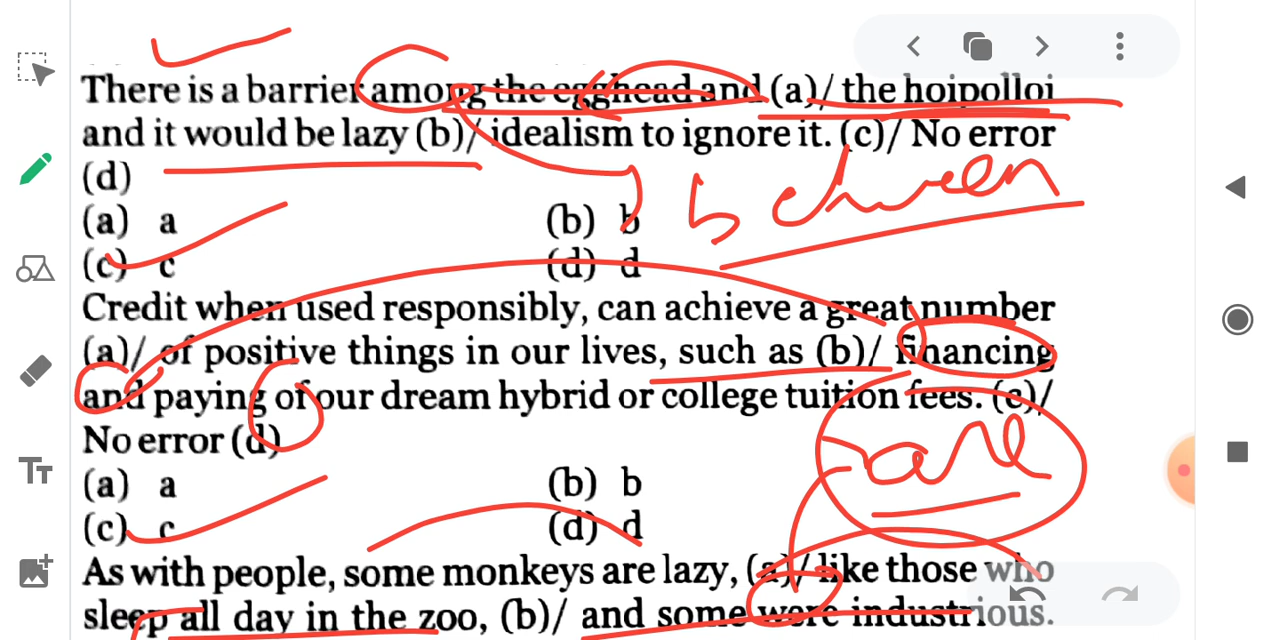 There is a barrier among the egghead and (a)/ the hoipolloi
and it would be lazy (b)/ idealism to ignore it. (c)/ No error
(d)
between
(a) a (b) b
(c) c (d) d
Credit when used responsibly, can achieve a great number
(a)/ of positive things in our lives, such as (b)/ financing
and paying of our dream hybrid or college tuition fees. (c)/
No error (d)
are
(a) a (b) b
(c) c (d) d
As with people, some monkeys are lazy, (a)/ like those who
sleep all day in the zoo, (b)/ and some were industrious.
TT